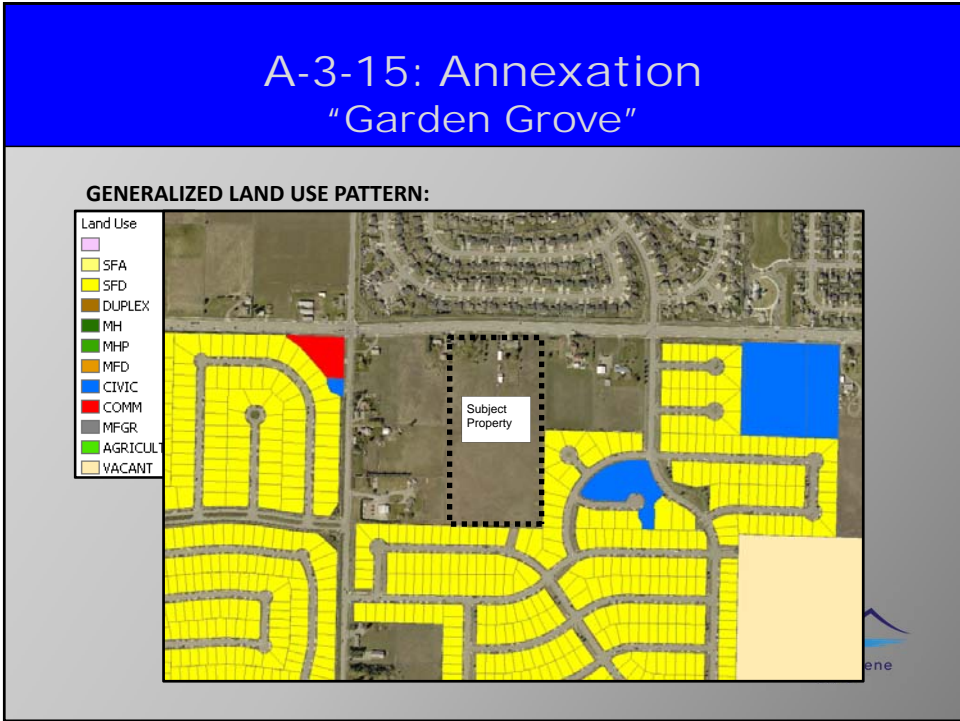 A-3-15: Annexation
"Garden Grove"
GENERALIZED LAND USE PATTERN:
Land Use
SFA
SFD
DUPLEX
MH
MHP
MFD
CIVIC
COMM
MFGR
AGRICULT
VACANT
Subject
Property
ene